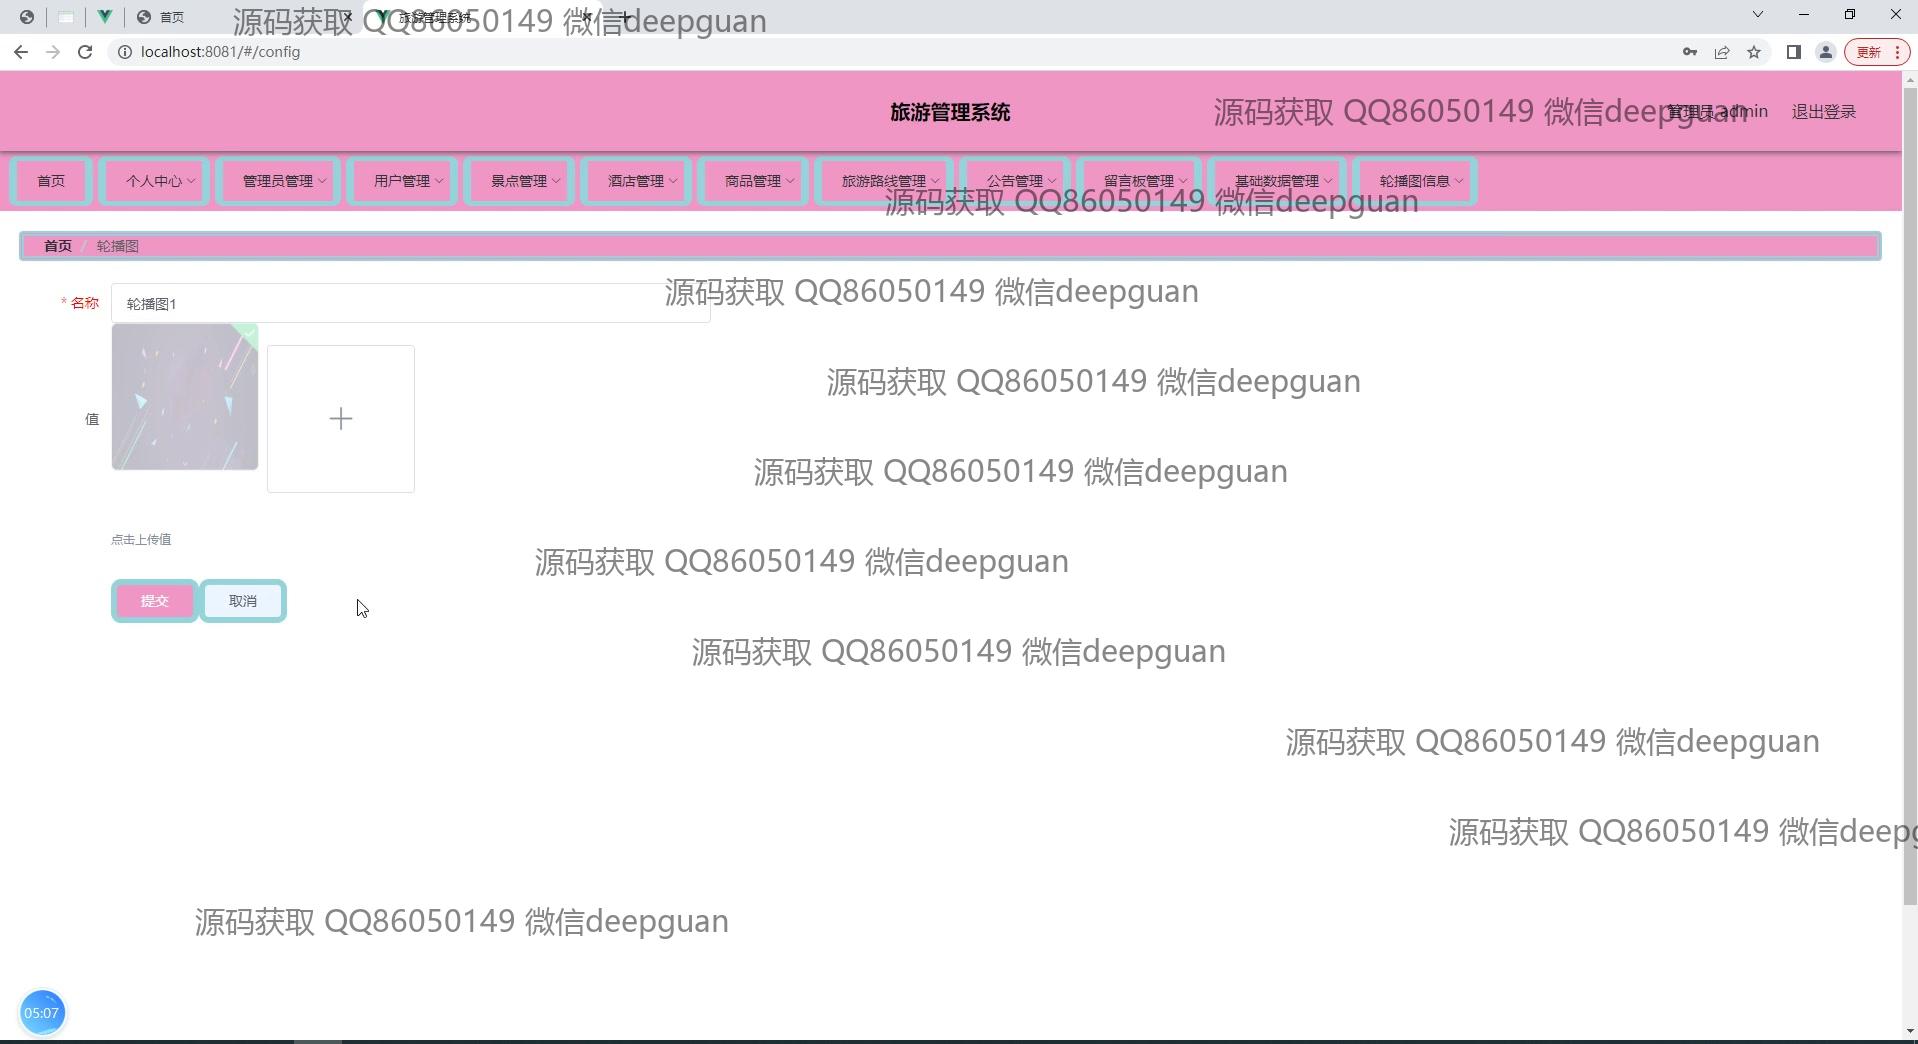 首页
旅游管理系统
源码获取 QQ86050149 微信deepguan
localhost:8081/#/config
更新
旅游管理系统
源码获取 QQ86050149 微信deepguan
管理员 admin
退出登录
首页 个人中心 管理员管理 用户管理 景点管理 酒店管理 商品管理 旅游路线管理 公告管理 留言板管理 基础数据管理 轮播图信息
源码获取 QQ86050149 微信deepguan
首页 / 轮播图
源码获取 QQ86050149 微信deepguan
* 名称 轮播图1
源码获取 QQ86050149 微信deepguan
值
源码获取 QQ86050149 微信deepguan
点击上传值
源码获取 QQ86050149 微信deepguan
提交 取消
源码获取 QQ86050149 微信deepguan
源码获取 QQ86050149 微信deepguan
源码获取 QQ86050149 微信deepg
源码获取 QQ86050149 微信deepguan
05:07